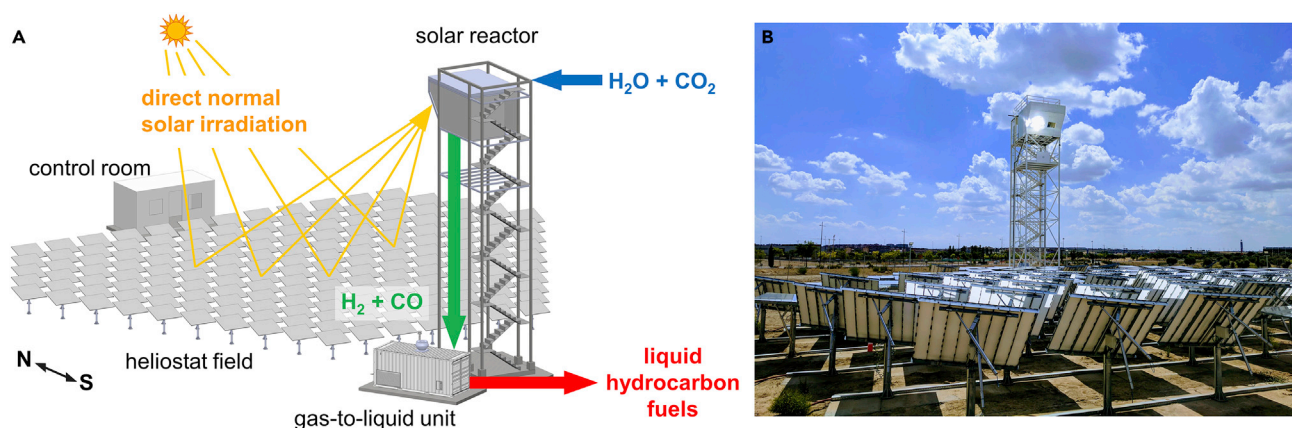 A
solar reactor
H₂O + CO₂
direct normal
solar irradiation
control room
H₂ + CO
N
S
heliostat field
liquid
hydrocarbon
fuels
gas-to-liquid unit
B